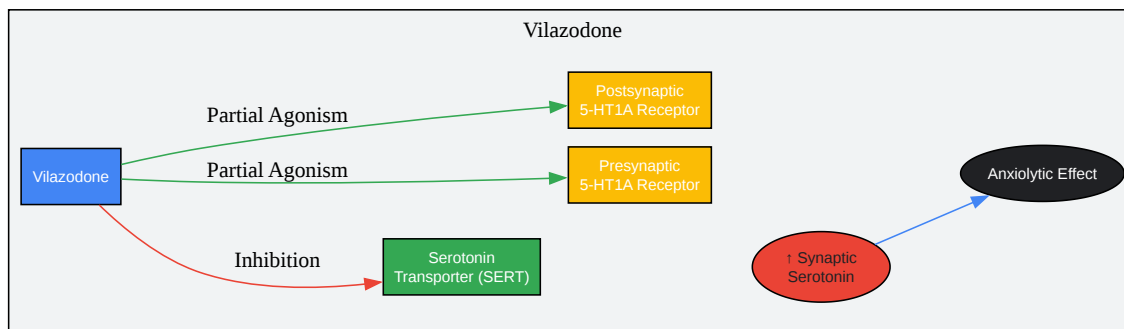 Vilazodone
Postsynaptic
5-HT1A Receptor
Partial Agonism
Presynaptic
5-HT1A Receptor
Partial Agonism
Vilazodone
Anxiolytic Effect
Serotonin
Transporter (SERT)
Inhibition
↑ Synaptic
Serotonin